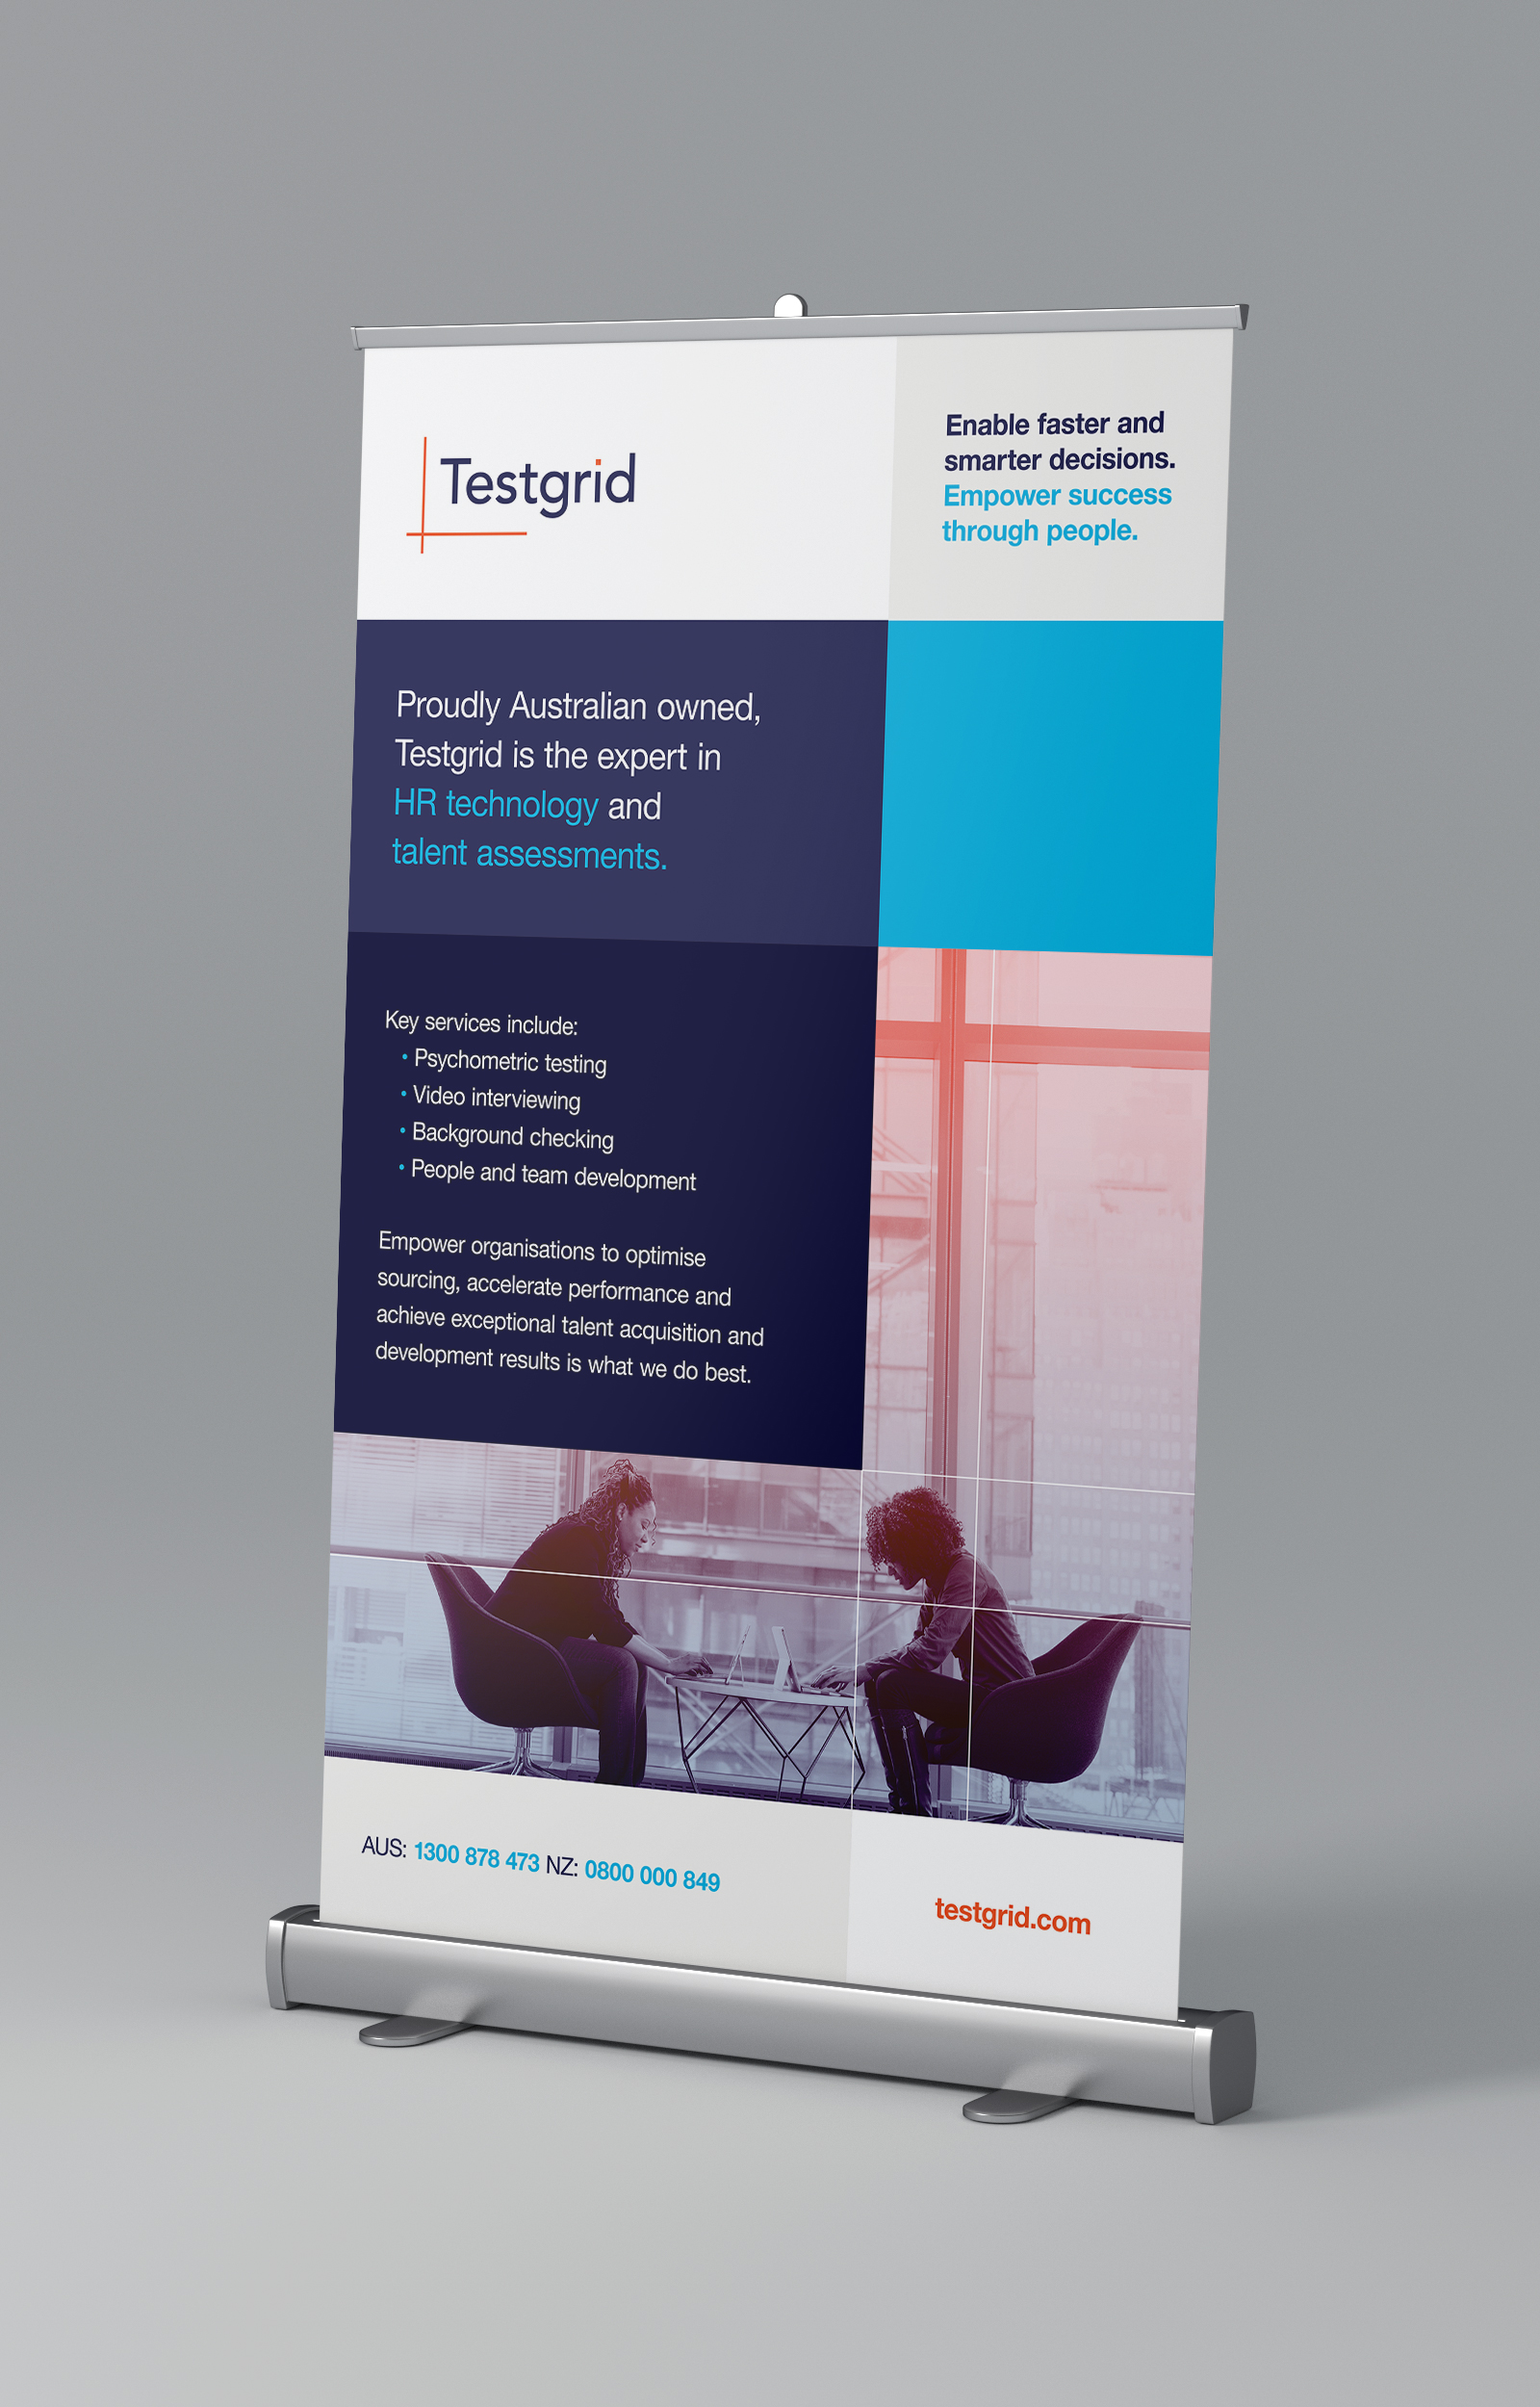 Testgrid
Enable faster and
smarter decisions.
Empower success
through people.
Proudly Australian owned,
Testgrid is the expert in
HR technology and
talent assessments.
Key services include:
• Psychometric testing
• Video interviewing
• Background checking
• People and team development
Empower organisations to optimise
sourcing, accelerate performance and
achieve exceptional talent acquisition and
development results is what we do best.
AUS: 1300 878 473 NZ: 0800 000 849
testgrid.com